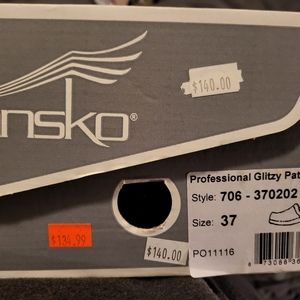 nsko®
$140.00
Professional Glitzy Pat
Style: 706 - 370202
Size: 37
PO11116
$134.99
$140.00